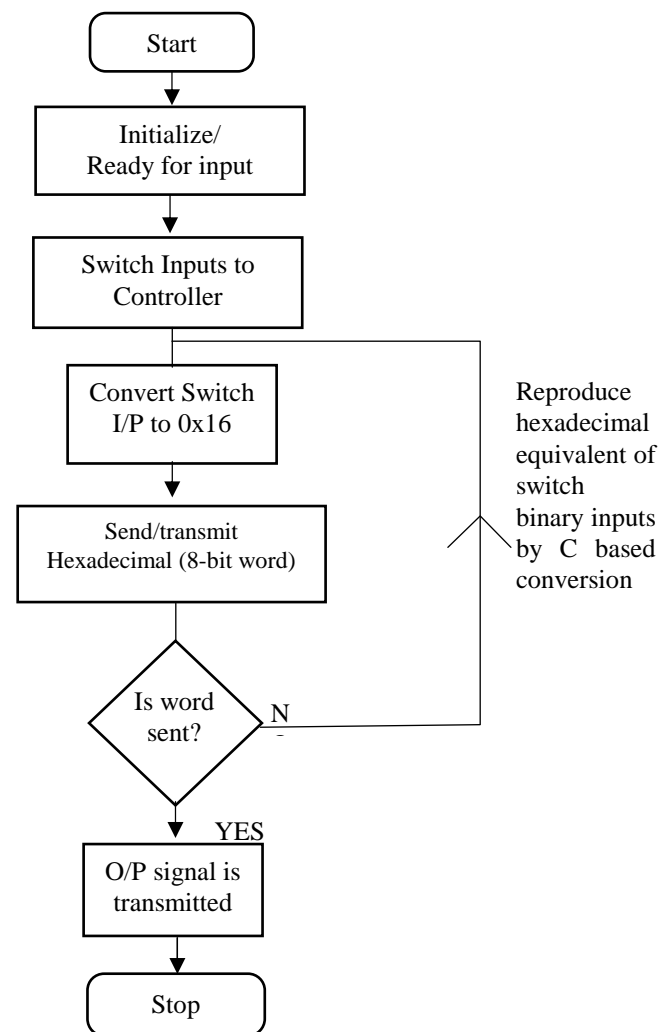 Start
Initialize/
Ready for input
Switch Inputs to
Controller
Convert Switch
I/P to 0x16
Reproduce
hexadecimal
equivalent of
switch
binary inputs
by C based
conversion
Send/transmit
Hexadecimal (8-bit word)
Is word
sent?
N
YES
O/P signal is
transmitted
Stop